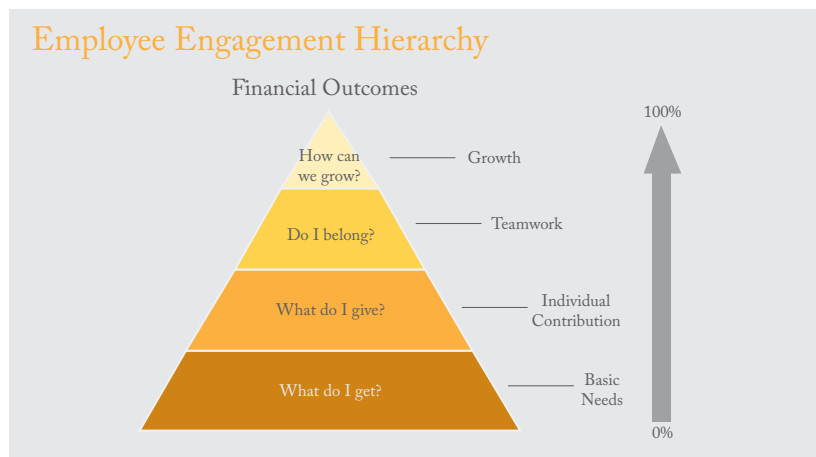 Employee Engagement Hierarchy
Financial Outcomes
100%
How can
we grow?
Growth
Do I belong?
Teamwork
What do I give?
Individual
Contribution
What do I get?
Basic
Needs
0%